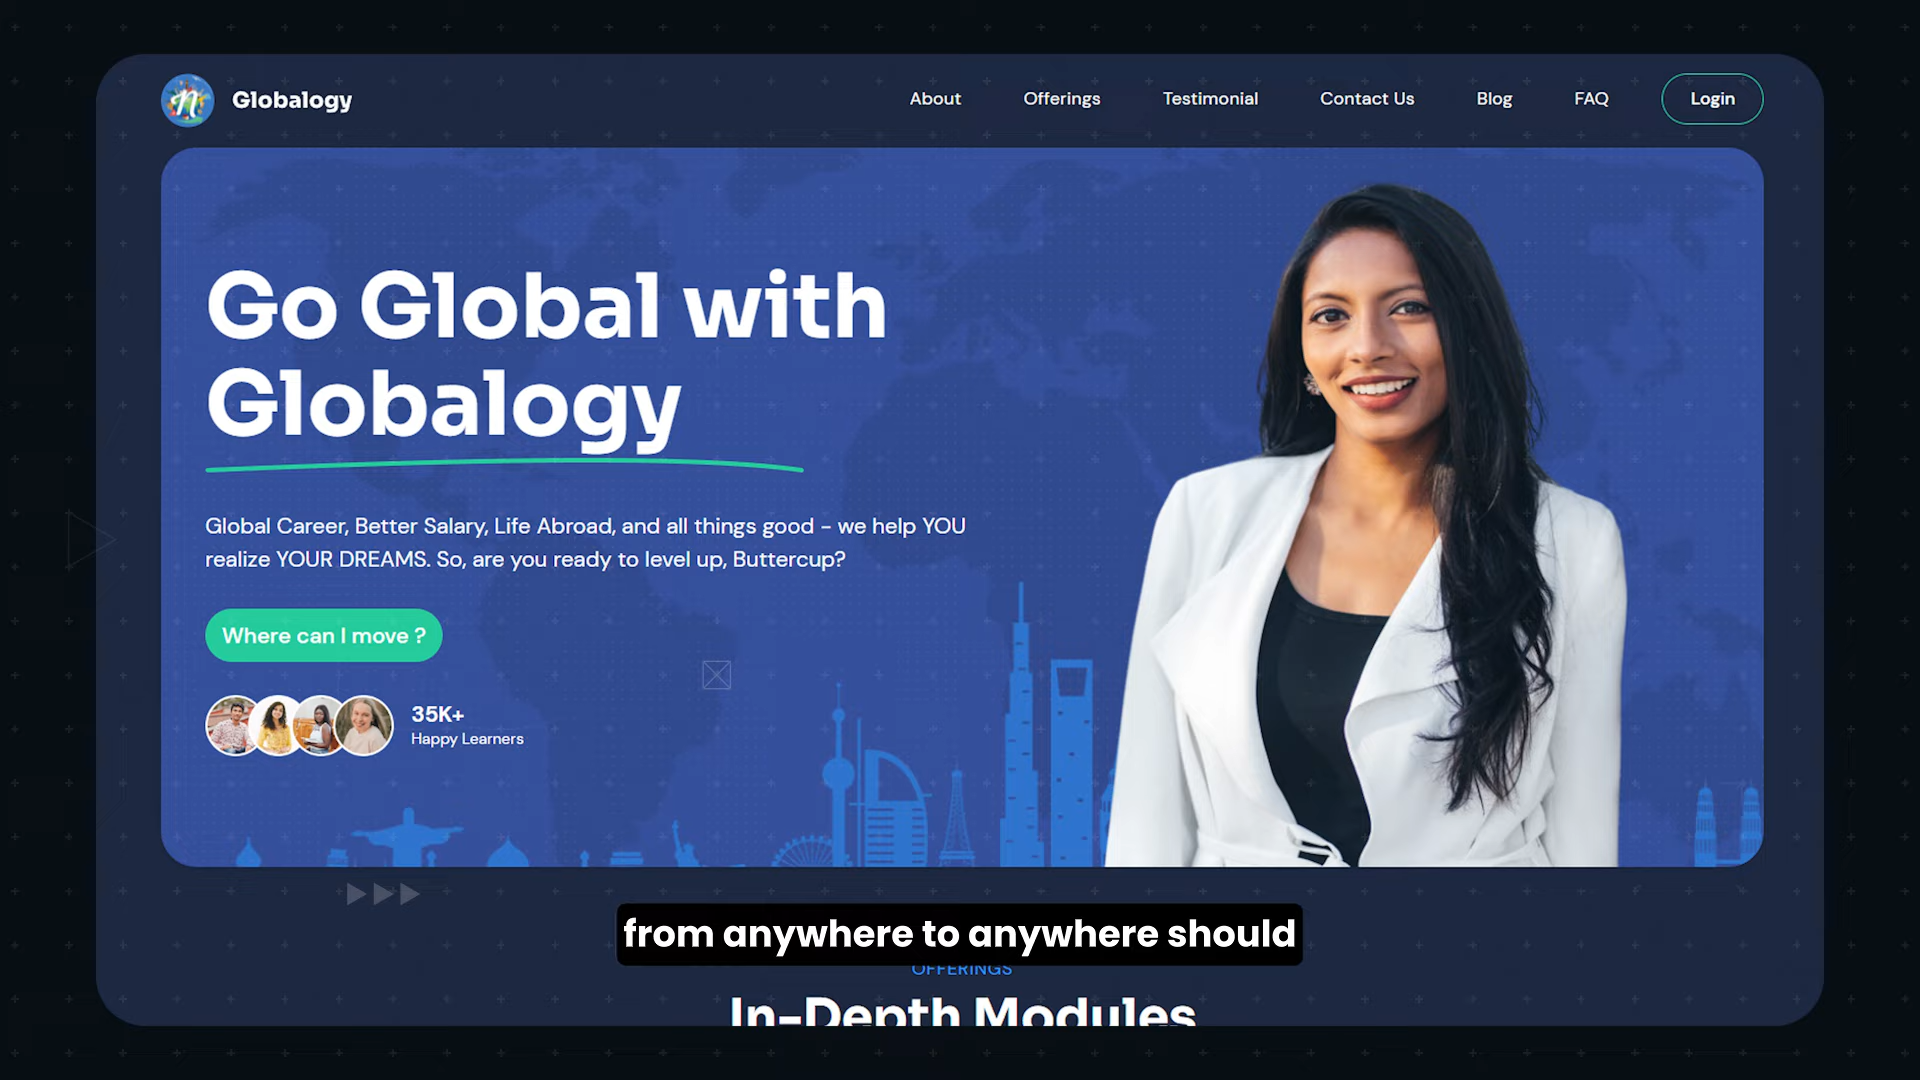 Globalogy
About
Offerings
Testimonial
Contact Us
Blog
FAQ
Login
Go Global with
Globalogy
Global Career, Better Salary, Life Abroad, and all things good - we help YOU
realize YOUR DREAMS. So, are you ready to level up, Buttercup?
Where can I move ?
35K+
Happy Learners
from anywhere to anywhere should
OFFERINGS
In-Depth Modules